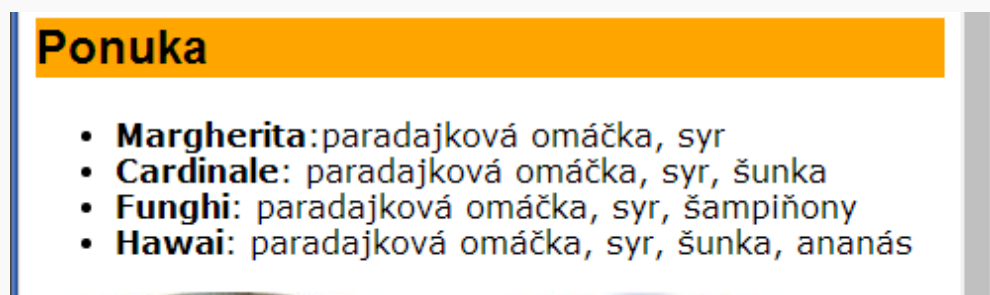 Ponuka
Margherita:paradajková omáčka, syr
Cardinale: paradajková omáčka, syr, šunka
Funghi: paradajková omáčka, syr, šampiňony
Hawai: paradajková omáčka, syr, šunka, ananás